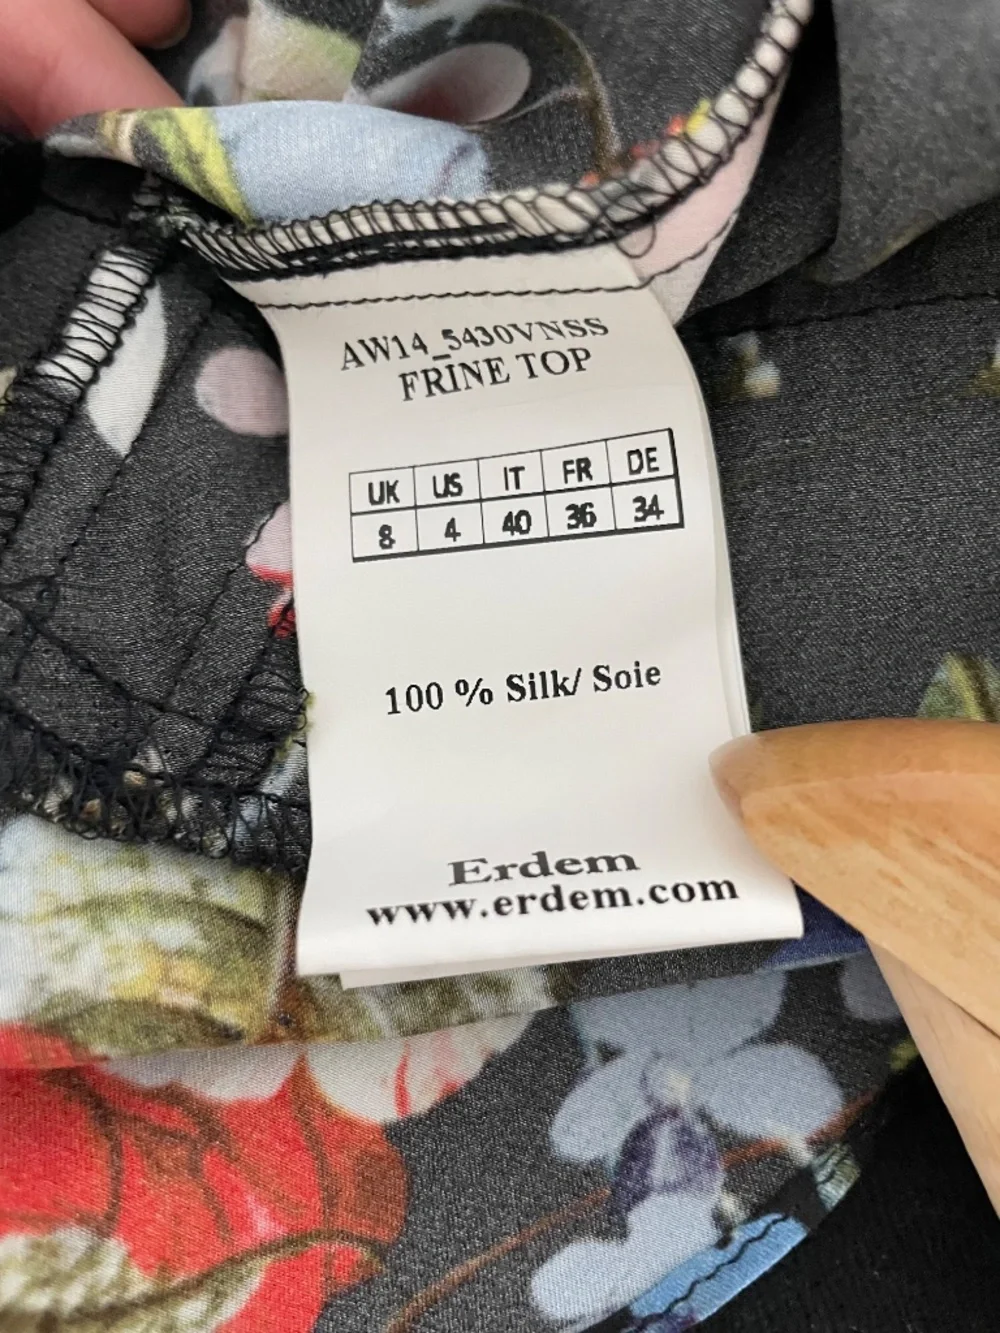 AW14_5430VNSS
FRINE TOP
UK US IT FR DE
8 4 40 36 34
100 % Silk/ Soie
Erdem
www.erdem.com